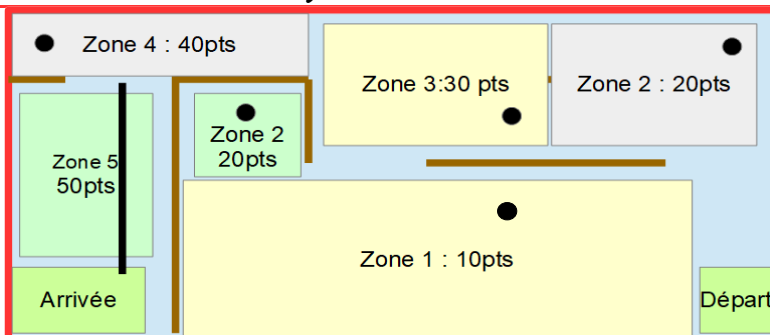 Zone 4 : 40pts
Zone 3:30 pts
Zone 2 : 20pts
Zone 2
20pts
Zone 5
50pts
Zone 1 : 10pts
Arrivée
Départ